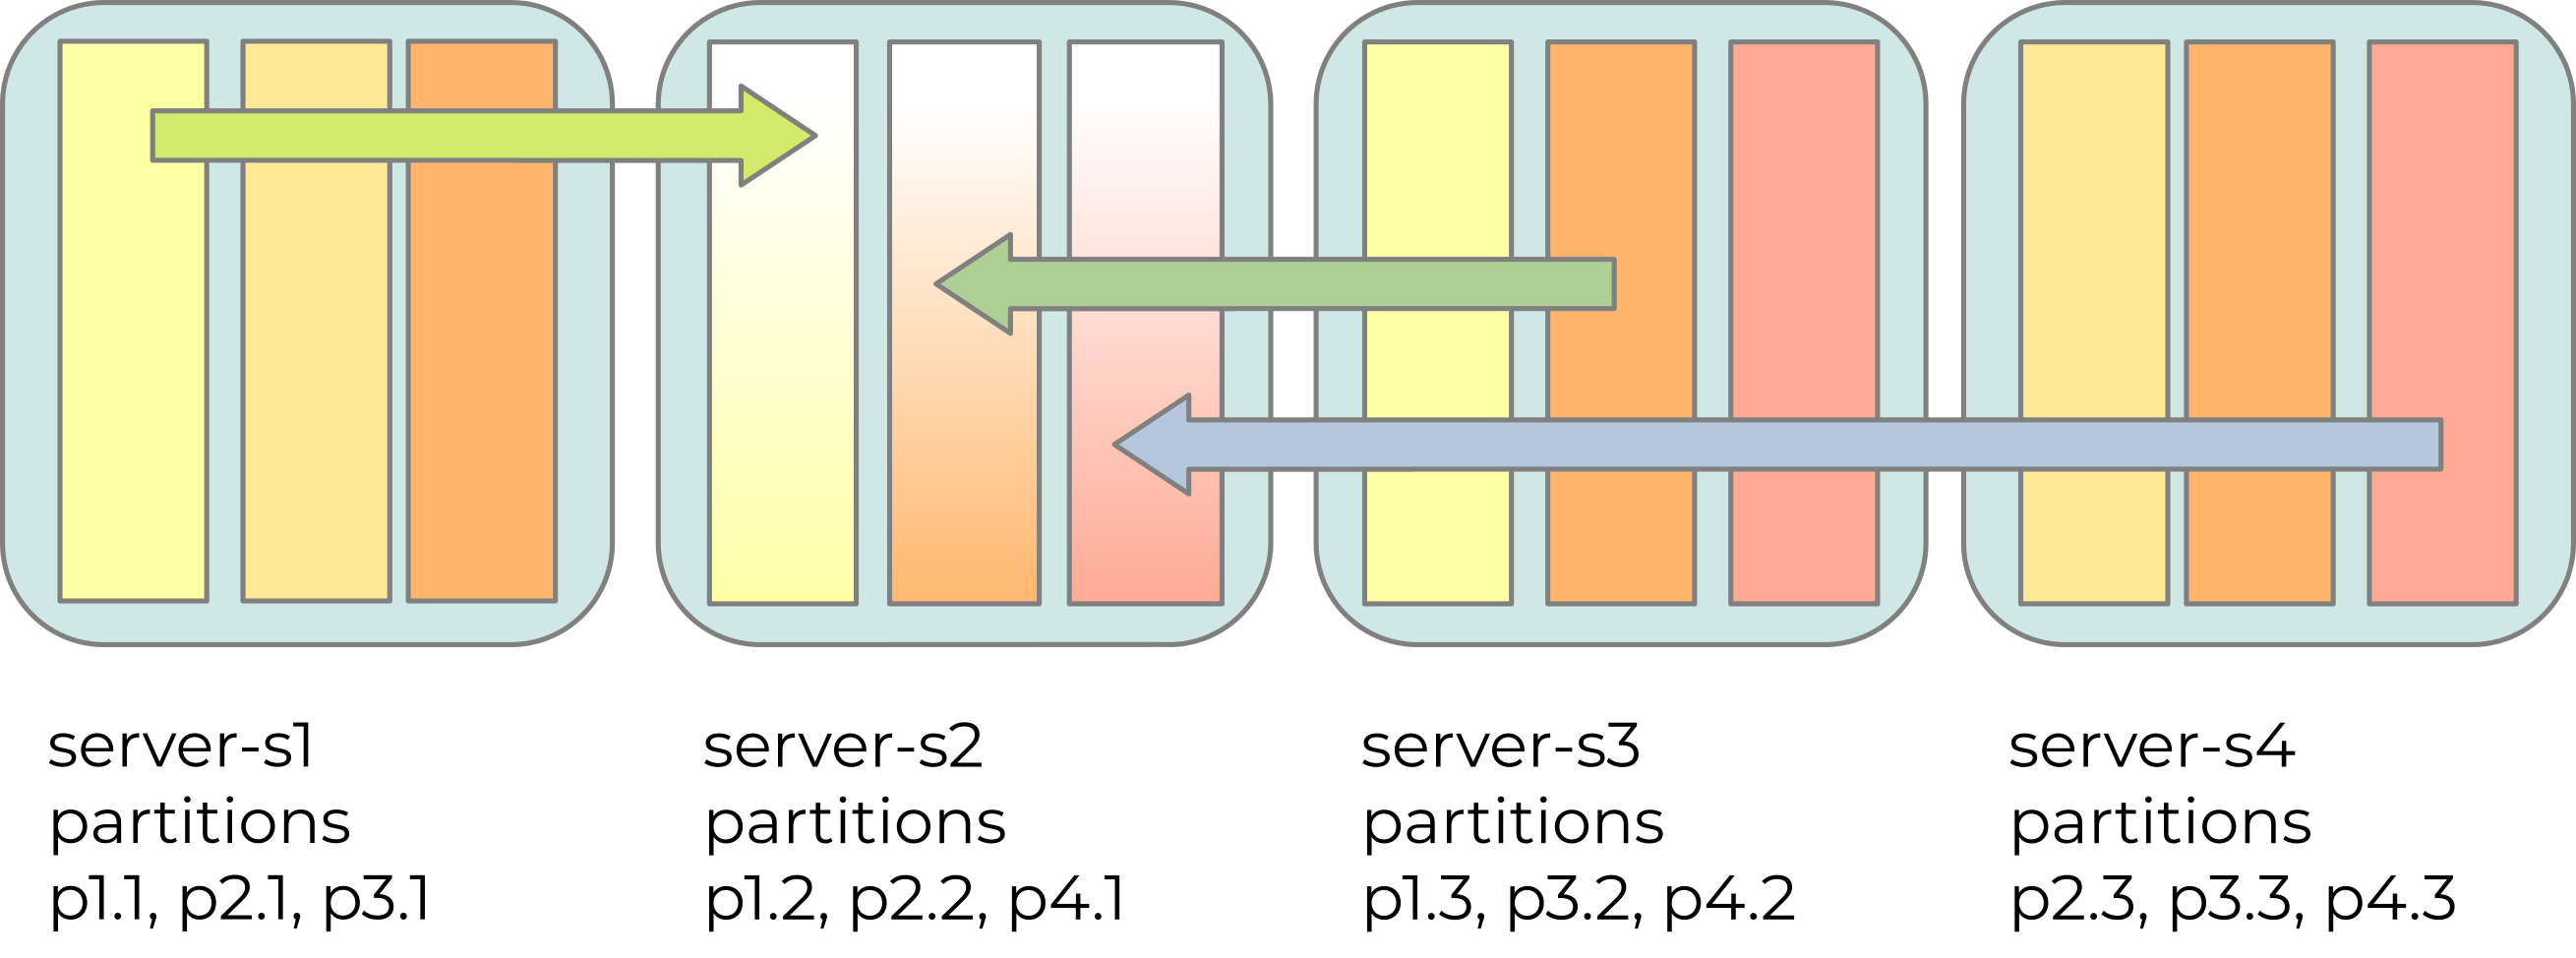 server-s1
partitions
p1.1, p2.1, p3.1
server-s2
partitions
p1.2, p2.2, p4.1
server-s3
partitions
p1.3, p3.2, p4.2
server-s4
partitions
p2.3, p3.3, p4.3